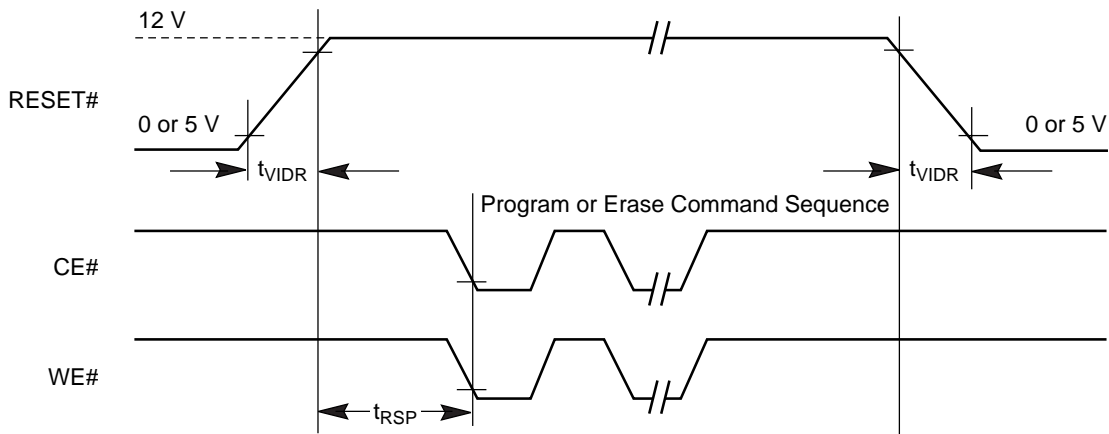 12 V
RESET#
0 or 5 V
0 or 5 V
tVIDR
tVIDR
Program or Erase Command Sequence
CE#
WE#
tRSP